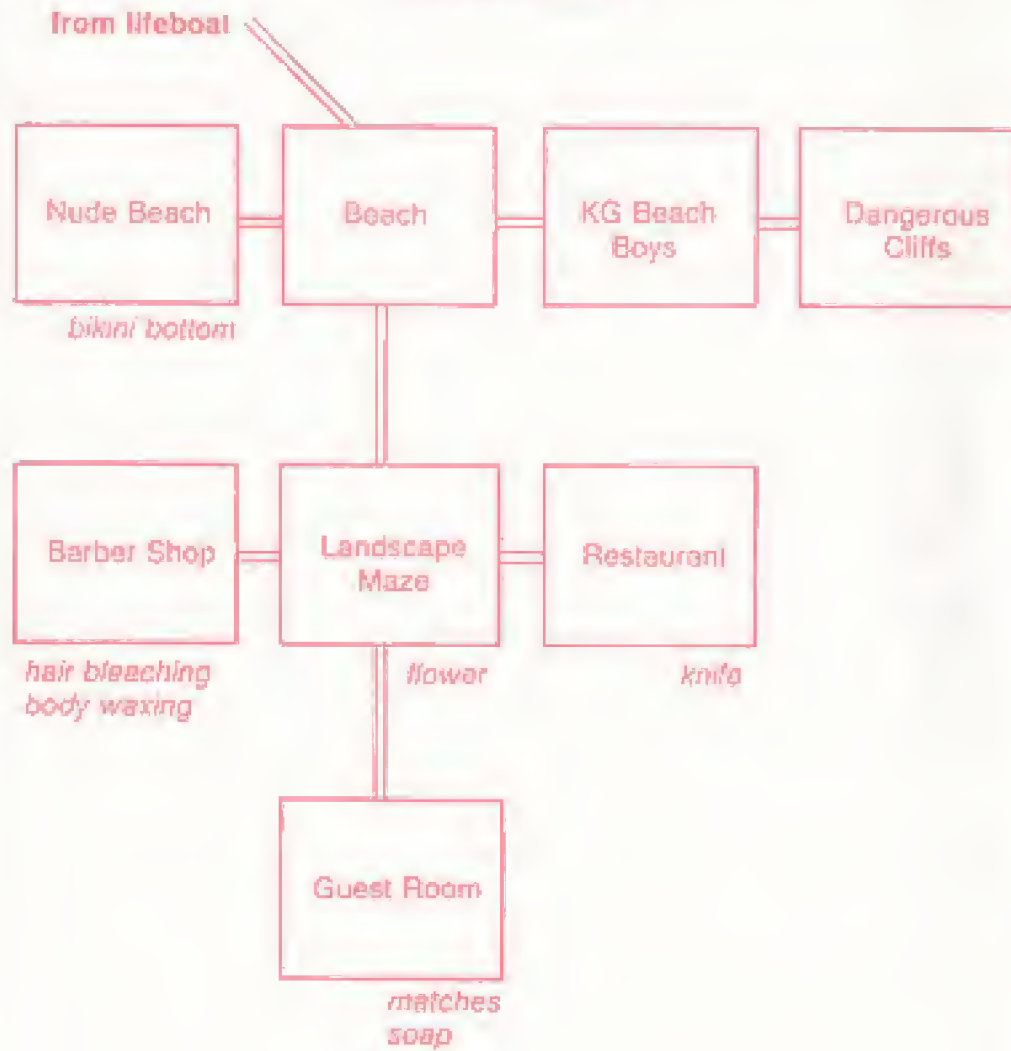 from lifeboat
Nude Beach
Beach
KG Beach
Boys
Dangerous
Cliffs
bikini bottom
Barber Shop
Landscape
Maze
Restaurant
hair bleaching
body waxing
flower
knife
Guest Room
matches
soap